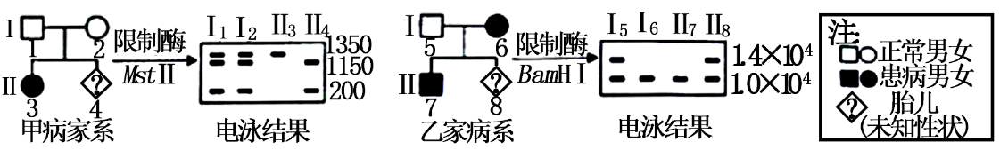 Ⅰ 1 2
Ⅱ 3 ? 4
甲病家系
限制酶
MstⅡ
Ⅰ1 Ⅰ2 Ⅱ3 Ⅱ4
1350
1150
200
电泳结果
Ⅰ 5 6
Ⅱ 7 ? 8
乙家病系
限制酶
BamHⅠ
Ⅰ5 Ⅰ6 Ⅱ7 Ⅱ8
1.4×10⁴
1.0×10⁴
电泳结果
注:
正常男女
患病男女
? 胎儿
(未知性状)